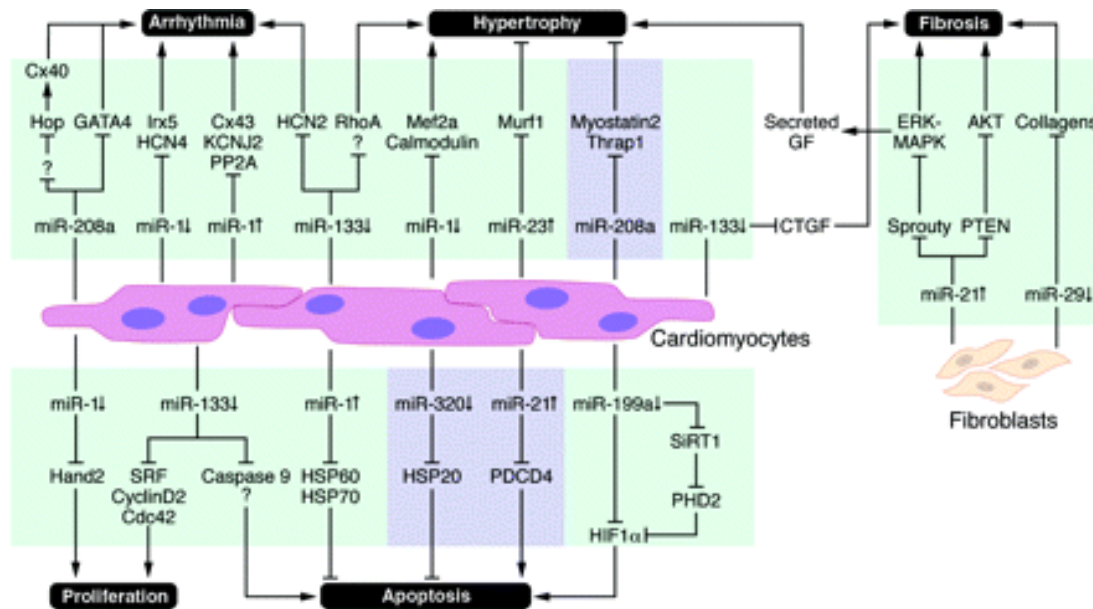 Arrhythmia
Hypertrophy
Fibrosis
Cx40
Hop
GATA4
?
Irx5
HCN4
Cx43
KCNJ2
PP2A
HCN2
RhoA
?
Mef2a
Calmodulin
Murf1
Myostatin2
Thrap1
Secreted
GF
ERK-
MAPK
AKT
Collagens
miR-208a
miR-1↓
miR-1↑
miR-133↓
miR-1↓
miR-23↑
miR-208a
miR-133↓
CTGF
Sprouty
PTEN
miR-21↑
miR-29↓
Cardiomyocytes
Fibroblasts
miR-1↓
miR-133↓
miR-1↑
miR-320↓
miR-21↑
miR-199a↓
SiRT1
Hand2
SRF
CyclinD2
Cdc42
Caspase 9
?
HSP60
HSP70
HSP20
PDCD4
PHD2
HIF1α
Proliferation
Apoptosis